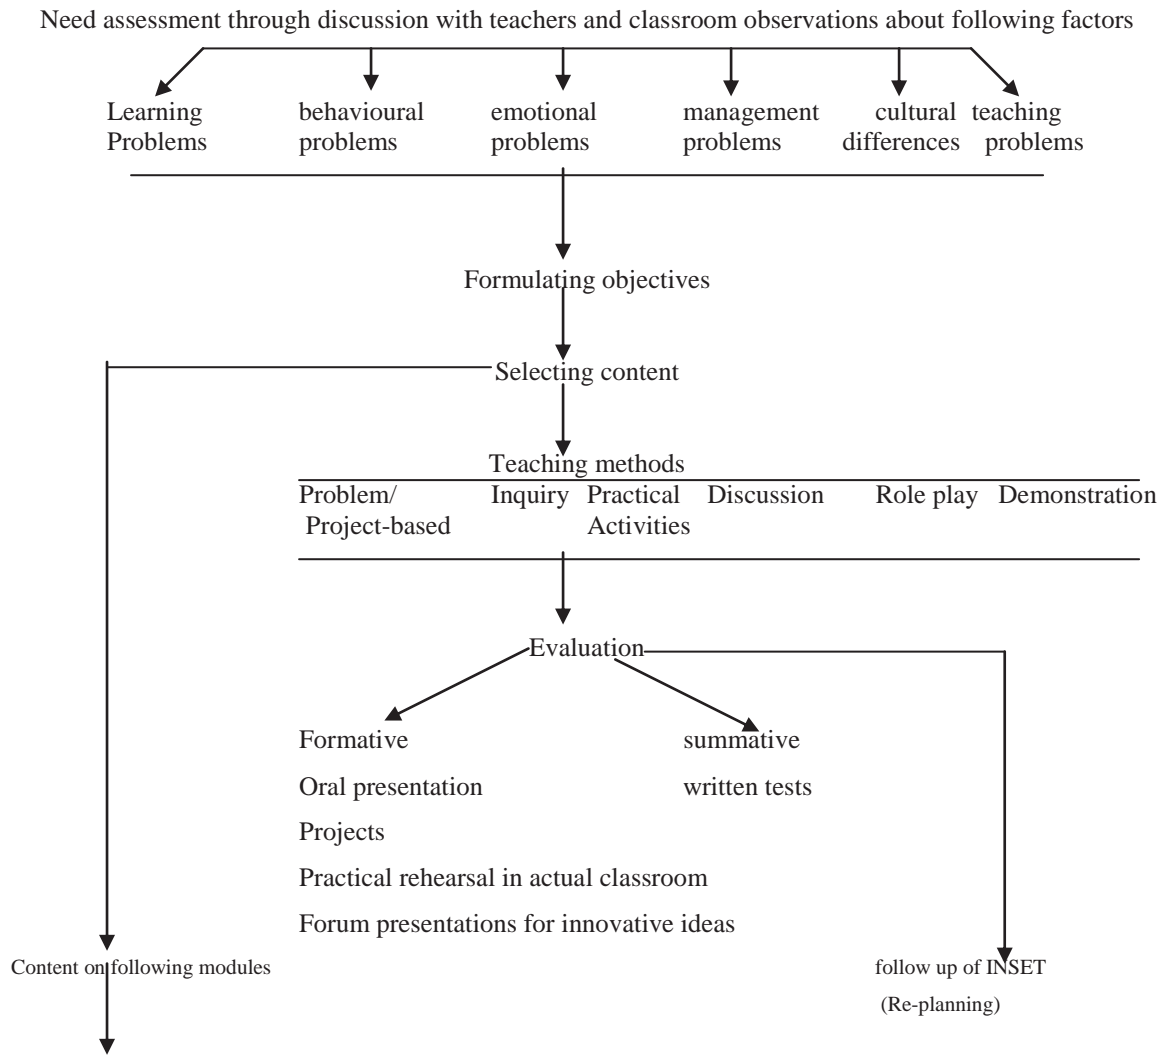 Need assessment through discussion with teachers and classroom observations about following factors
Learning Problems
behavioural problems
emotional problems
management problems
cultural differences
teaching problems
Formulating objectives
Selecting content
Teaching methods
Problem/ Project-based
Inquiry
Practical Activities
Discussion
Role play
Demonstration
Evaluation
Formative
summative
Oral presentation
written tests
Projects
Practical rehearsal in actual classroom
Forum presentations for innovative ideas
Content on following modules
follow up of INSET
(Re-planning)